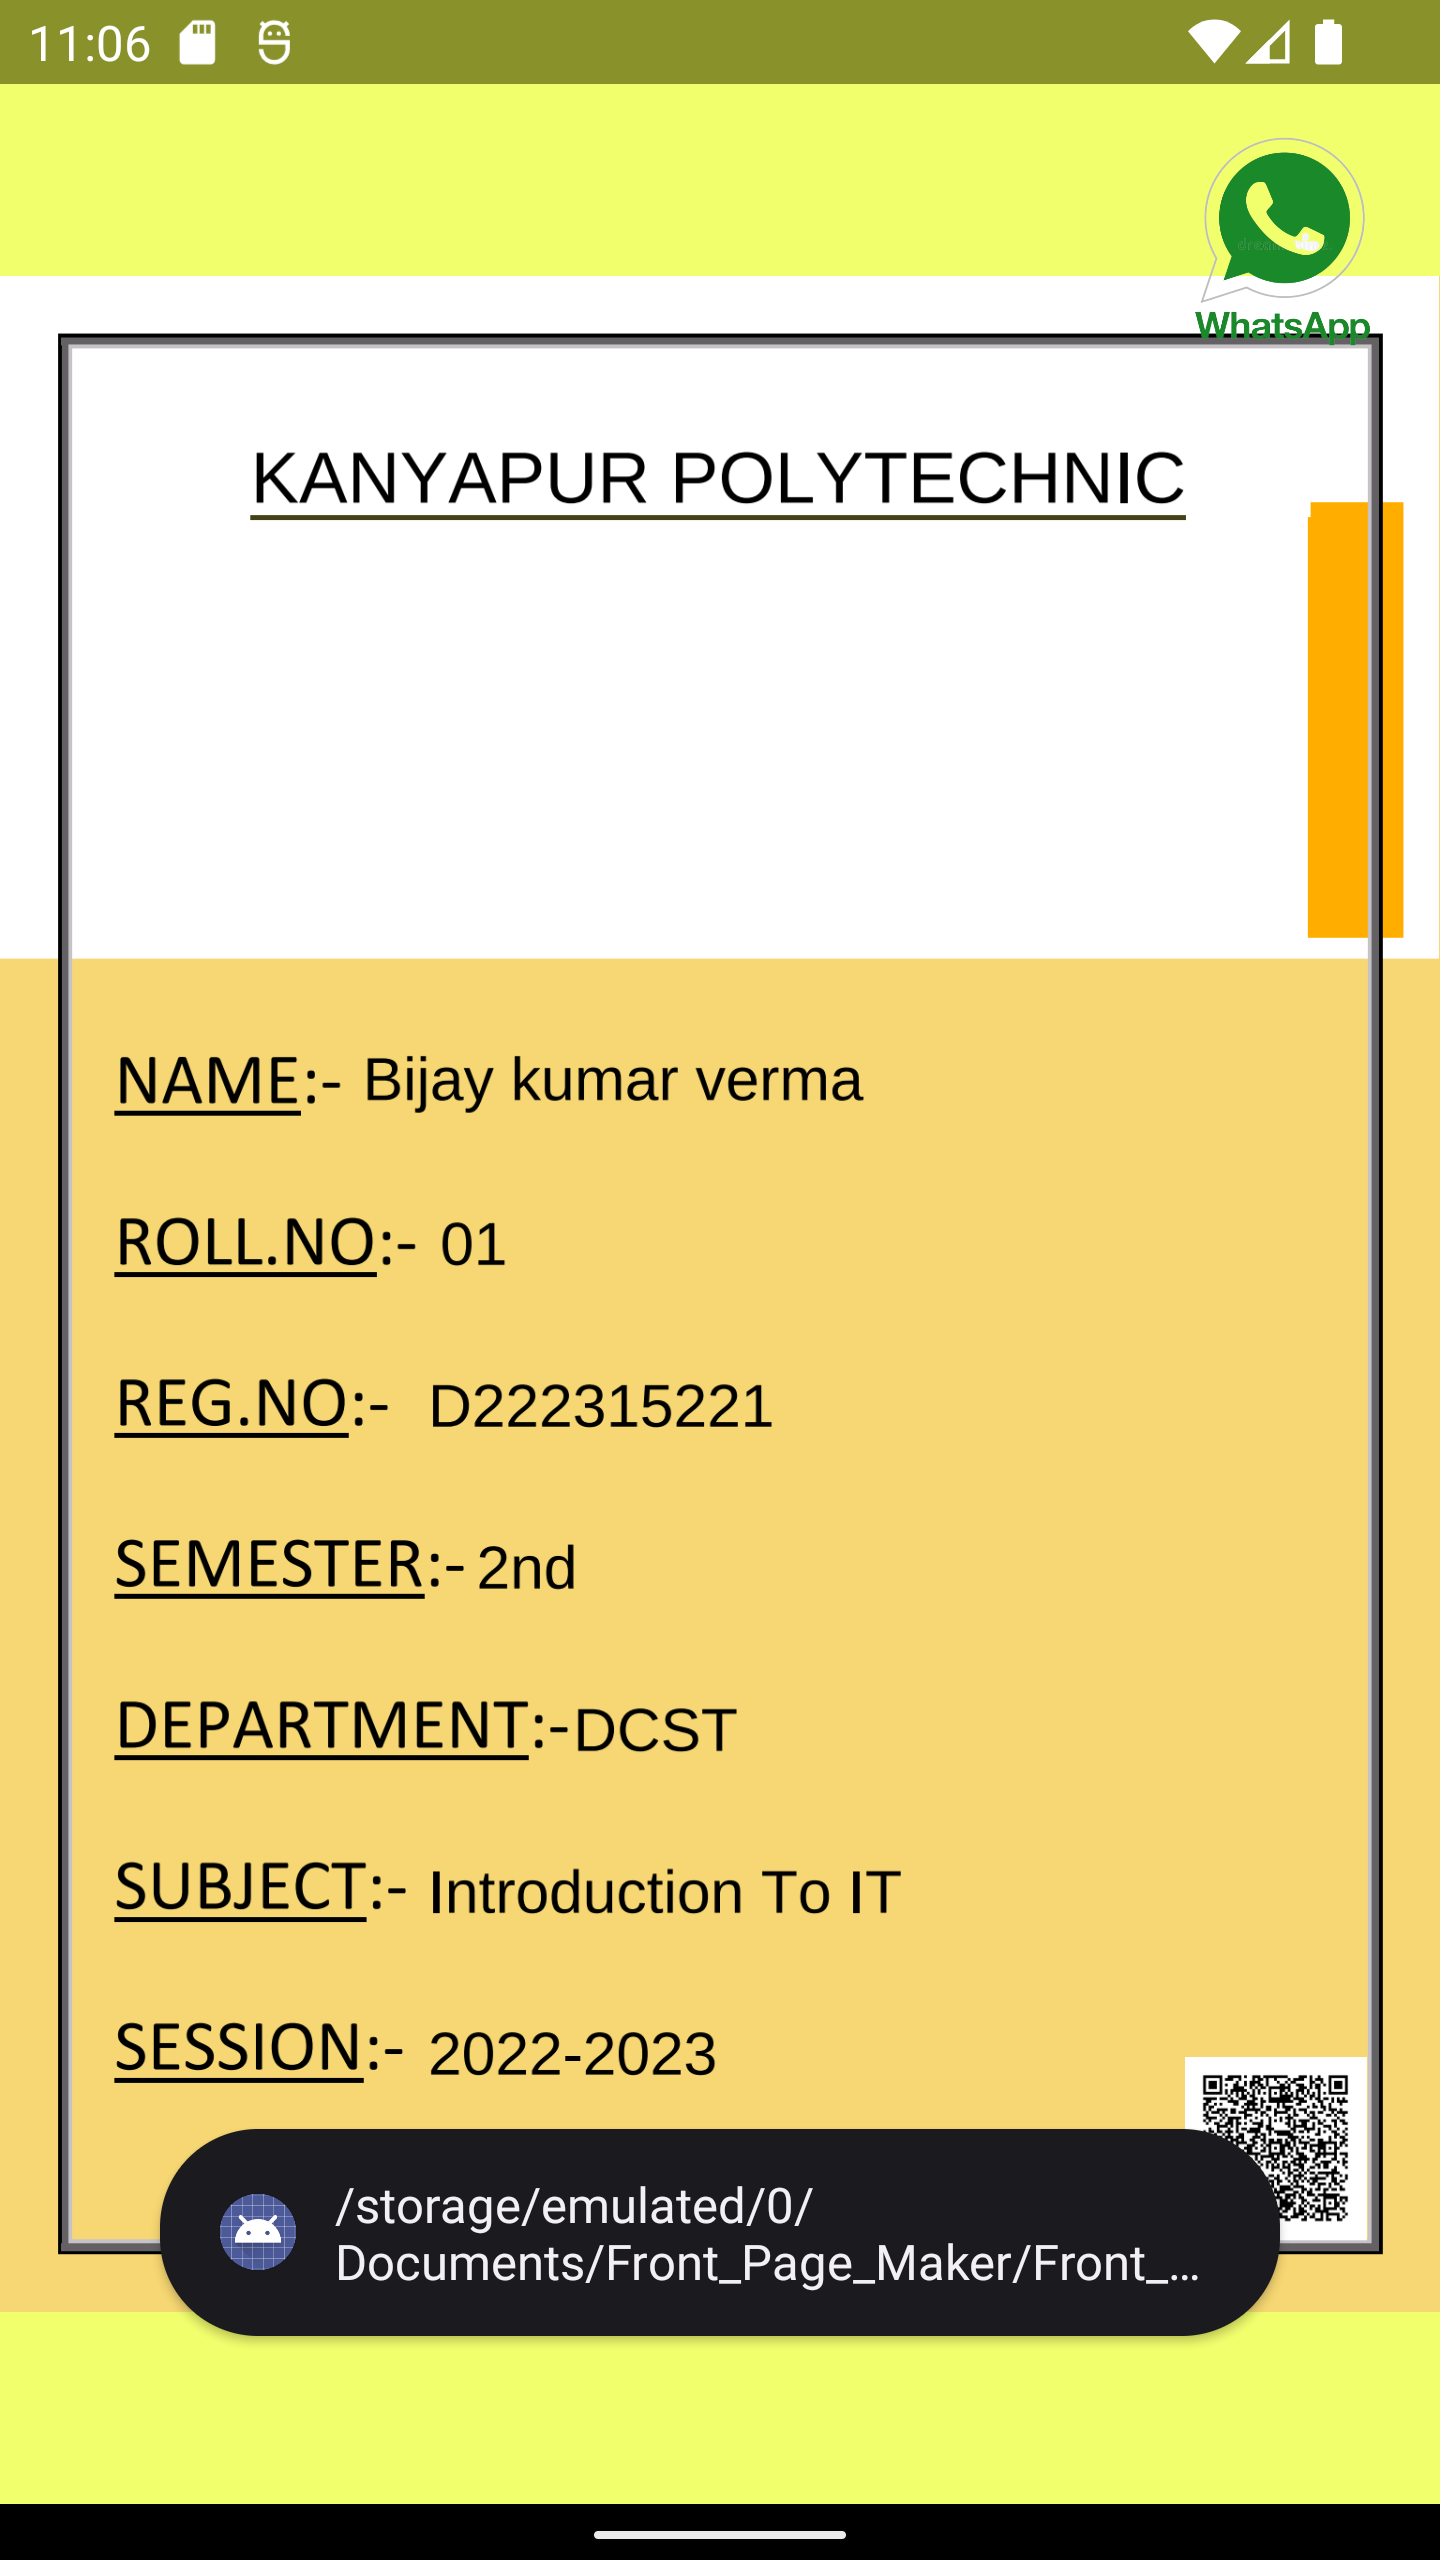 11:06
WhatsApp
KANYAPUR POLYTECHNIC
NAME:- Bijay kumar verma
ROLL.NO:- 01
REG.NO:- D222315221
SEMESTER:- 2nd
DEPARTMENT:-DCST
SUBJECT:- Introduction To IT
SESSION:- 2022-2023
/storage/emulated/0/
Documents/Front_Page_Maker/Front_...